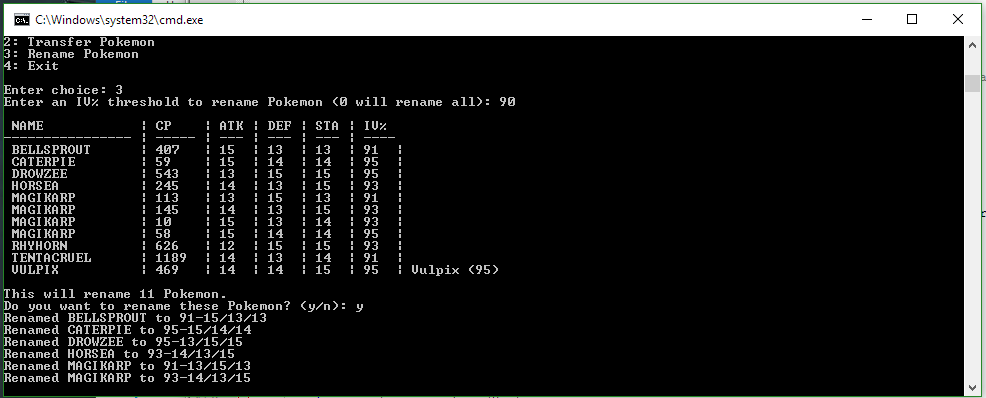 C:\Windows\system32\cmd.exe
2: Transfer Pokemon
3: Rename Pokemon
4: Exit
Enter choice: 3
Enter an IV% threshold to rename Pokemon (0 will rename all): 90
NAME | CP | ATK | DEF | STA | IV%
---------------- | ----- | --- | --- | --- | ----
BELLSPROUT | 407 | 15 | 13 | 13 | 91 |
CATERPIE | 59 | 15 | 14 | 14 | 95 |
DROWZEE | 543 | 13 | 15 | 15 | 95 |
HORSEA | 245 | 14 | 13 | 15 | 93 |
MAGIKARP | 113 | 13 | 15 | 13 | 91 |
MAGIKARP | 145 | 14 | 13 | 15 | 93 |
MAGIKARP | 10 | 15 | 13 | 14 | 93 |
MAGIKARP | 58 | 15 | 14 | 14 | 95 |
RHYHORN | 626 | 12 | 15 | 15 | 93 |
TENTACRUEL | 1189 | 14 | 13 | 14 | 91 |
VULPIX | 469 | 14 | 14 | 15 | 95 | Vulpix (95)
This will rename 11 Pokemon.
Do you want to rename these Pokemon? (y/n): y
Renamed BELLSPROUT to 91-15/13/13
Renamed CATERPIE to 95-15/14/14
Renamed DROWZEE to 95-13/15/15
Renamed HORSEA to 93-14/13/15
Renamed MAGIKARP to 91-13/15/13
Renamed MAGIKARP to 93-14/13/15